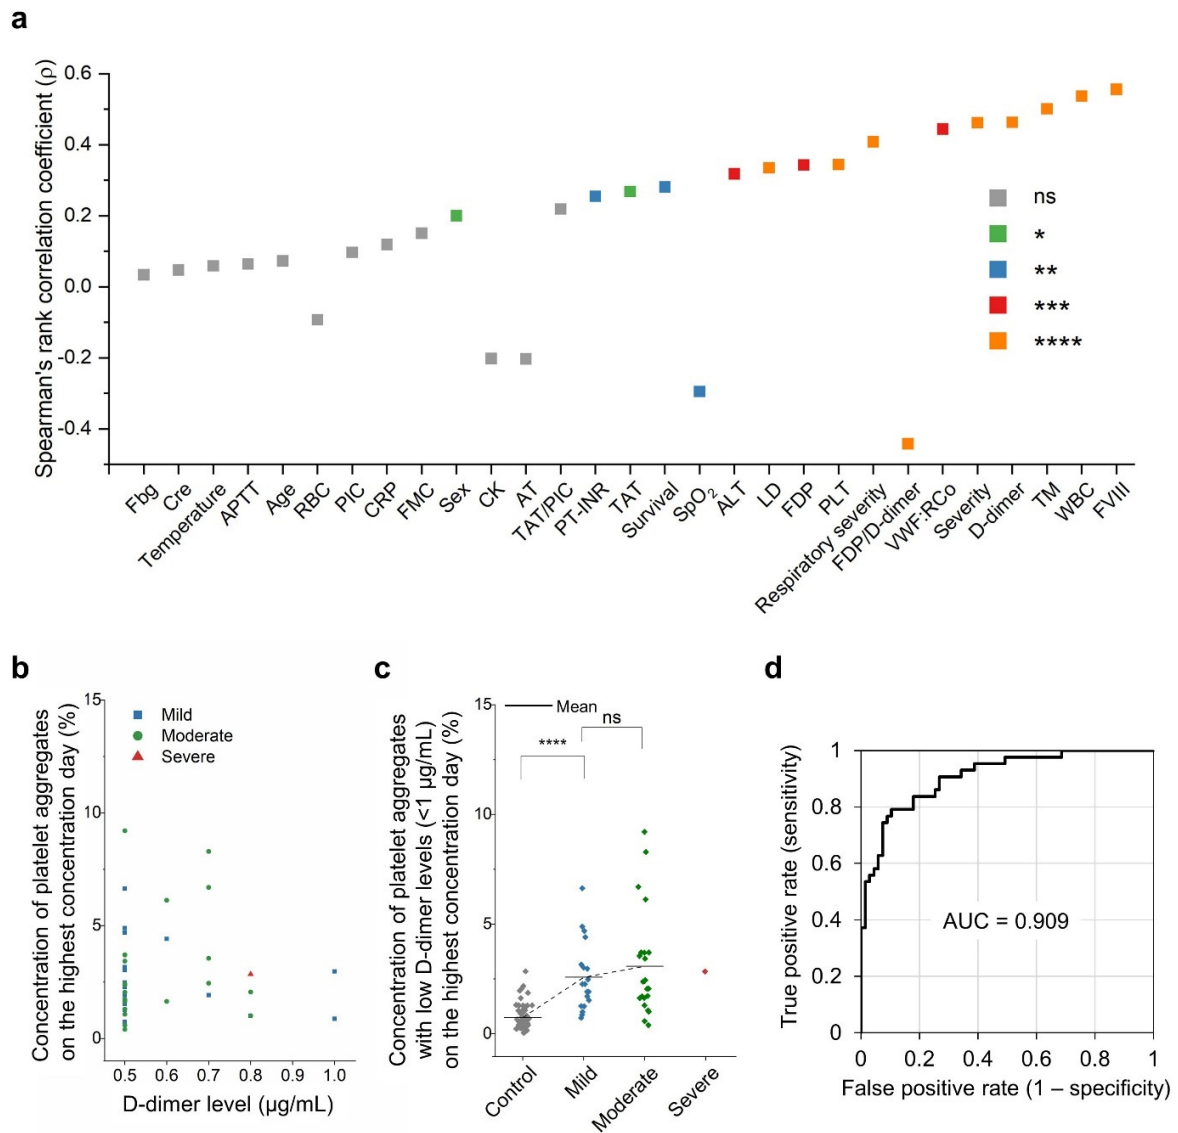 a
Spearman's rank correlation coefficient (ρ)
0.6
0.4
0.2
0.0
-0.2
-0.4
ns
*
**
***
****
Fbg
Cre
Temperature
APTT
Age
RBC
PIC
CRP
FMC
Sex
CK
AT
TAT/PIC
PT-INR
TAT
Survival
SpO₂
ALT
LD
FDP
PLT
Respiratory severity
FDP/D-dimer
VWF:RCo
Severity
D-dimer
TM
WBC
FVIII
b
Concentration of platelet aggregates
on the highest concentration day (%)
15
10
5
0
Mild
Moderate
Severe
0.5 0.6 0.7 0.8 0.9 1.0
D-dimer level (μg/mL)
c
Concentration of platelet aggregates
with low D-dimer levels (<1 μg/mL)
on the highest concentration day (%)
15
10
5
0
Mean
ns
****
Control
Mild
Moderate
Severe
d
True positive rate (sensitivity)
1
0.8
0.6
0.4
0.2
0
AUC = 0.909
0 0.2 0.4 0.6 0.8 1
False positive rate (1 – specificity)